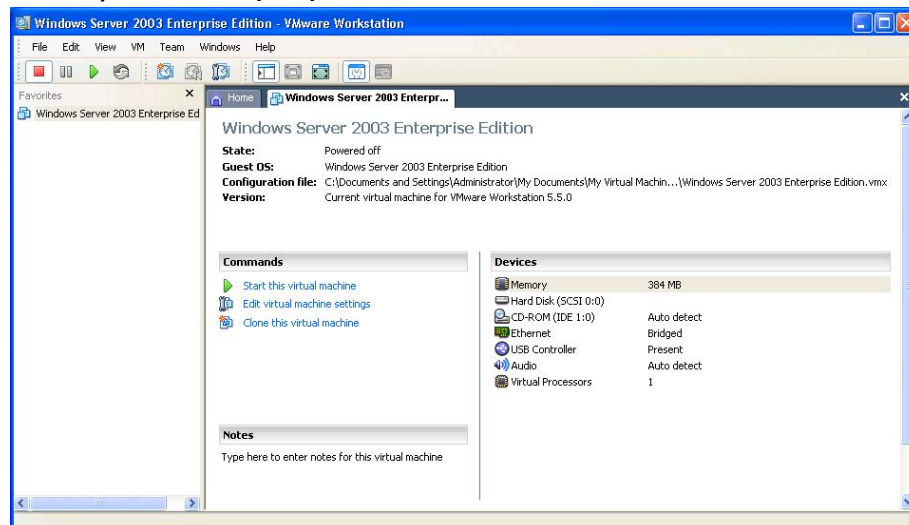 Windows Server 2003 Enterprise Edition - VMware Workstation
File Edit View VM Team Windows Help
Favorites
Windows Server 2003 Enterprise Ed
Home
Windows Server 2003 Enterpr...
Windows Server 2003 Enterprise Edition
State: Powered off
Guest OS: Windows Server 2003 Enterprise Edition
Configuration file: C:\Documents and Settings\Administrator\My Documents\My Virtual Machin...\Windows Server 2003 Enterprise Edition.vmx
Version: Current virtual machine for VMware Workstation 5.5.0
Commands
Start this virtual machine
Edit virtual machine settings
Clone this virtual machine
Devices
Memory 384 MB
Hard Disk (SCSI 0:0)
CD-ROM (IDE 1:0) Auto detect
Ethernet Bridged
USB Controller Present
Audio Auto detect
Virtual Processors 1
Notes
Type here to enter notes for this virtual machine